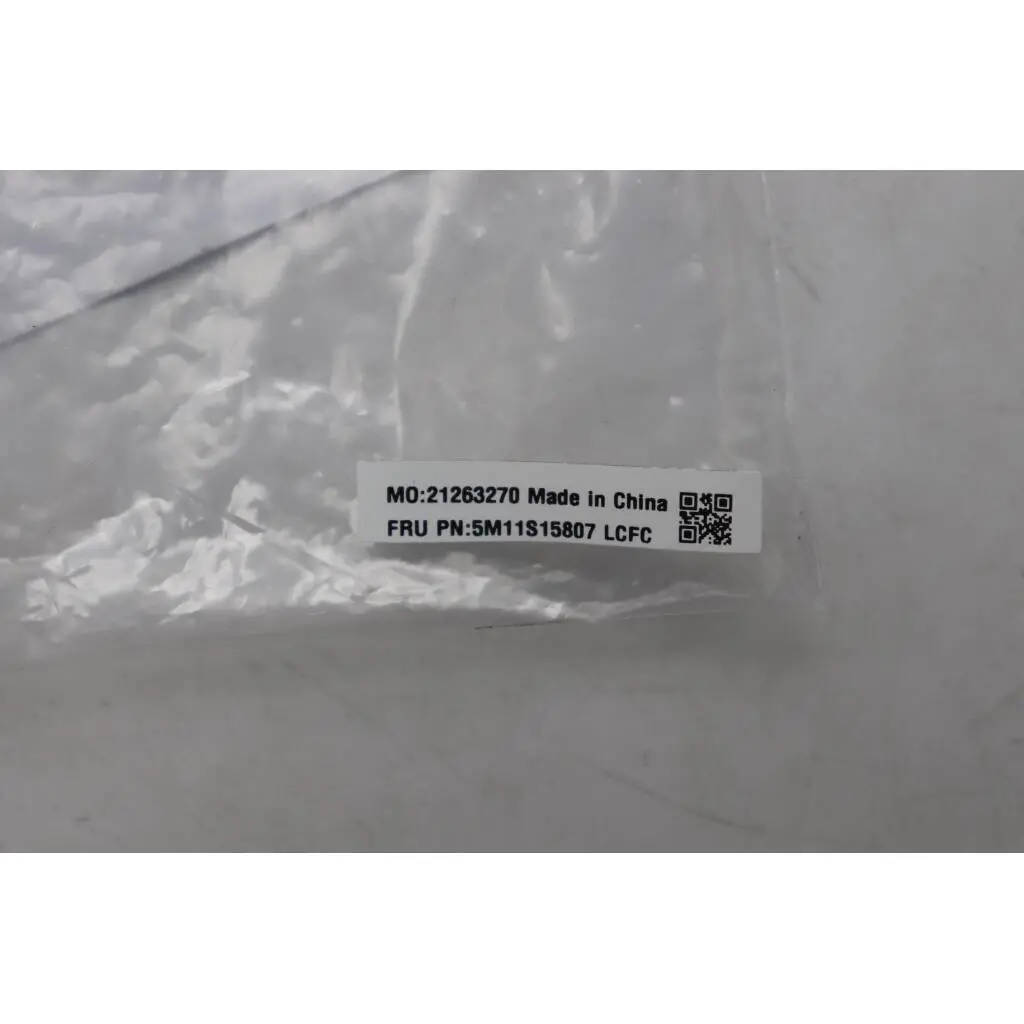 MO:21263270 Made in China
FRU PN:5M11S15807 LCFC